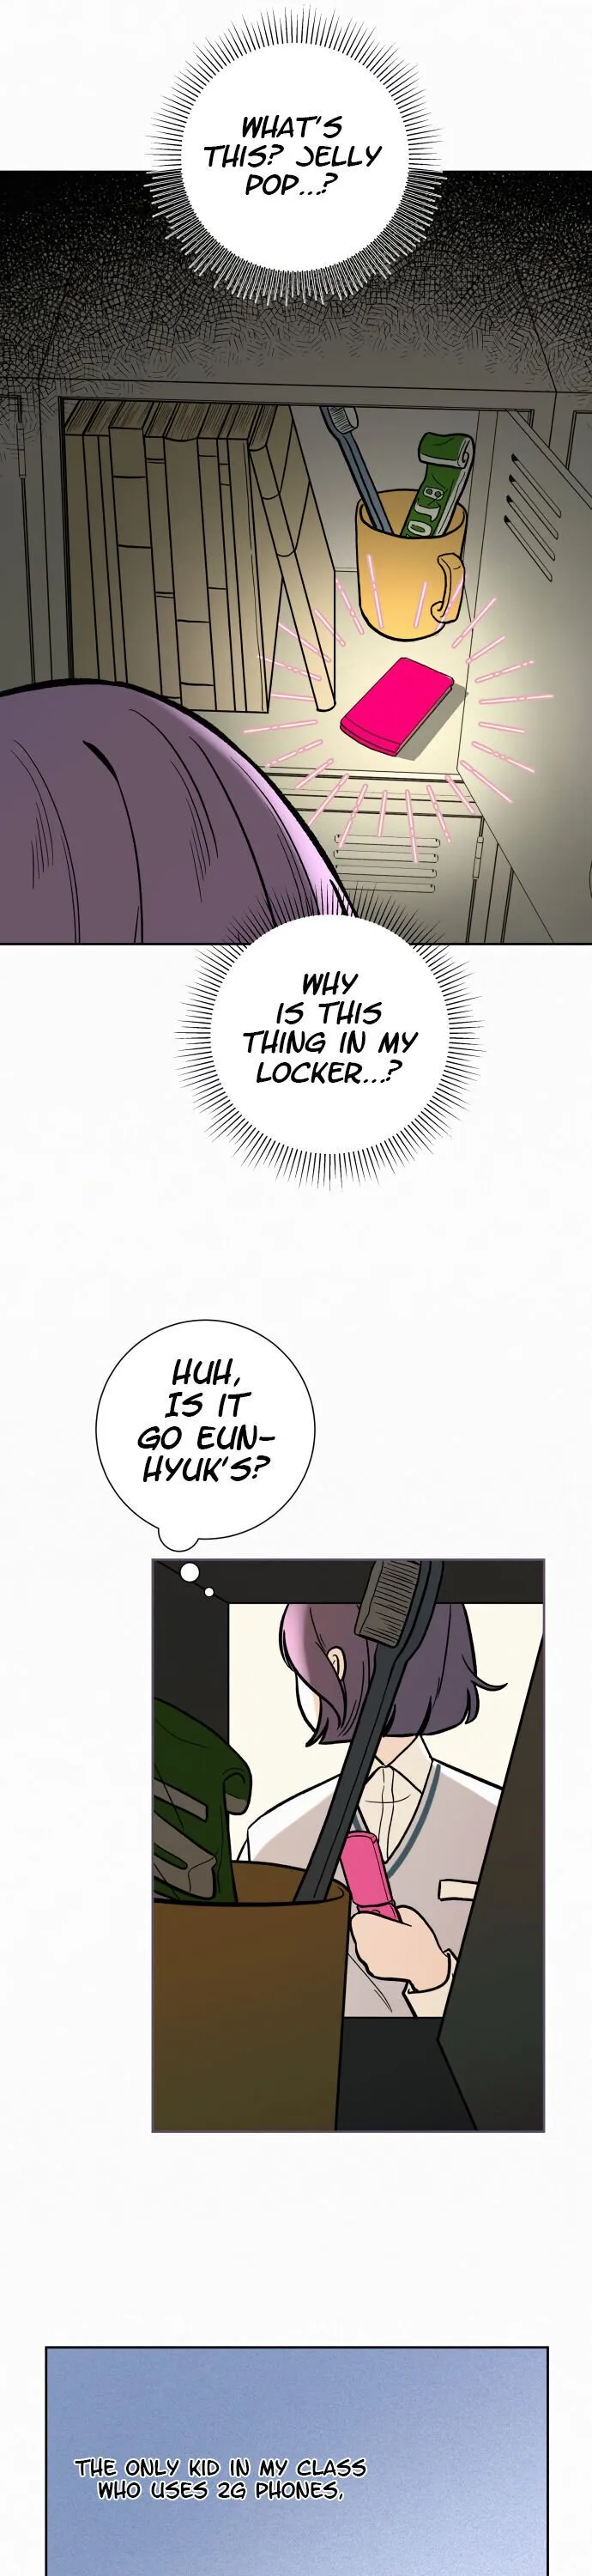 WHAT'S
THIS? JELLY
POP...?
WHY
IS THIS
THING IN MY
LOCKER...?
HUH,
IS IT
GO EUN-
HYUK'S?
THE ONLY KID IN MY CLASS
WHO USES 2G PHONES,